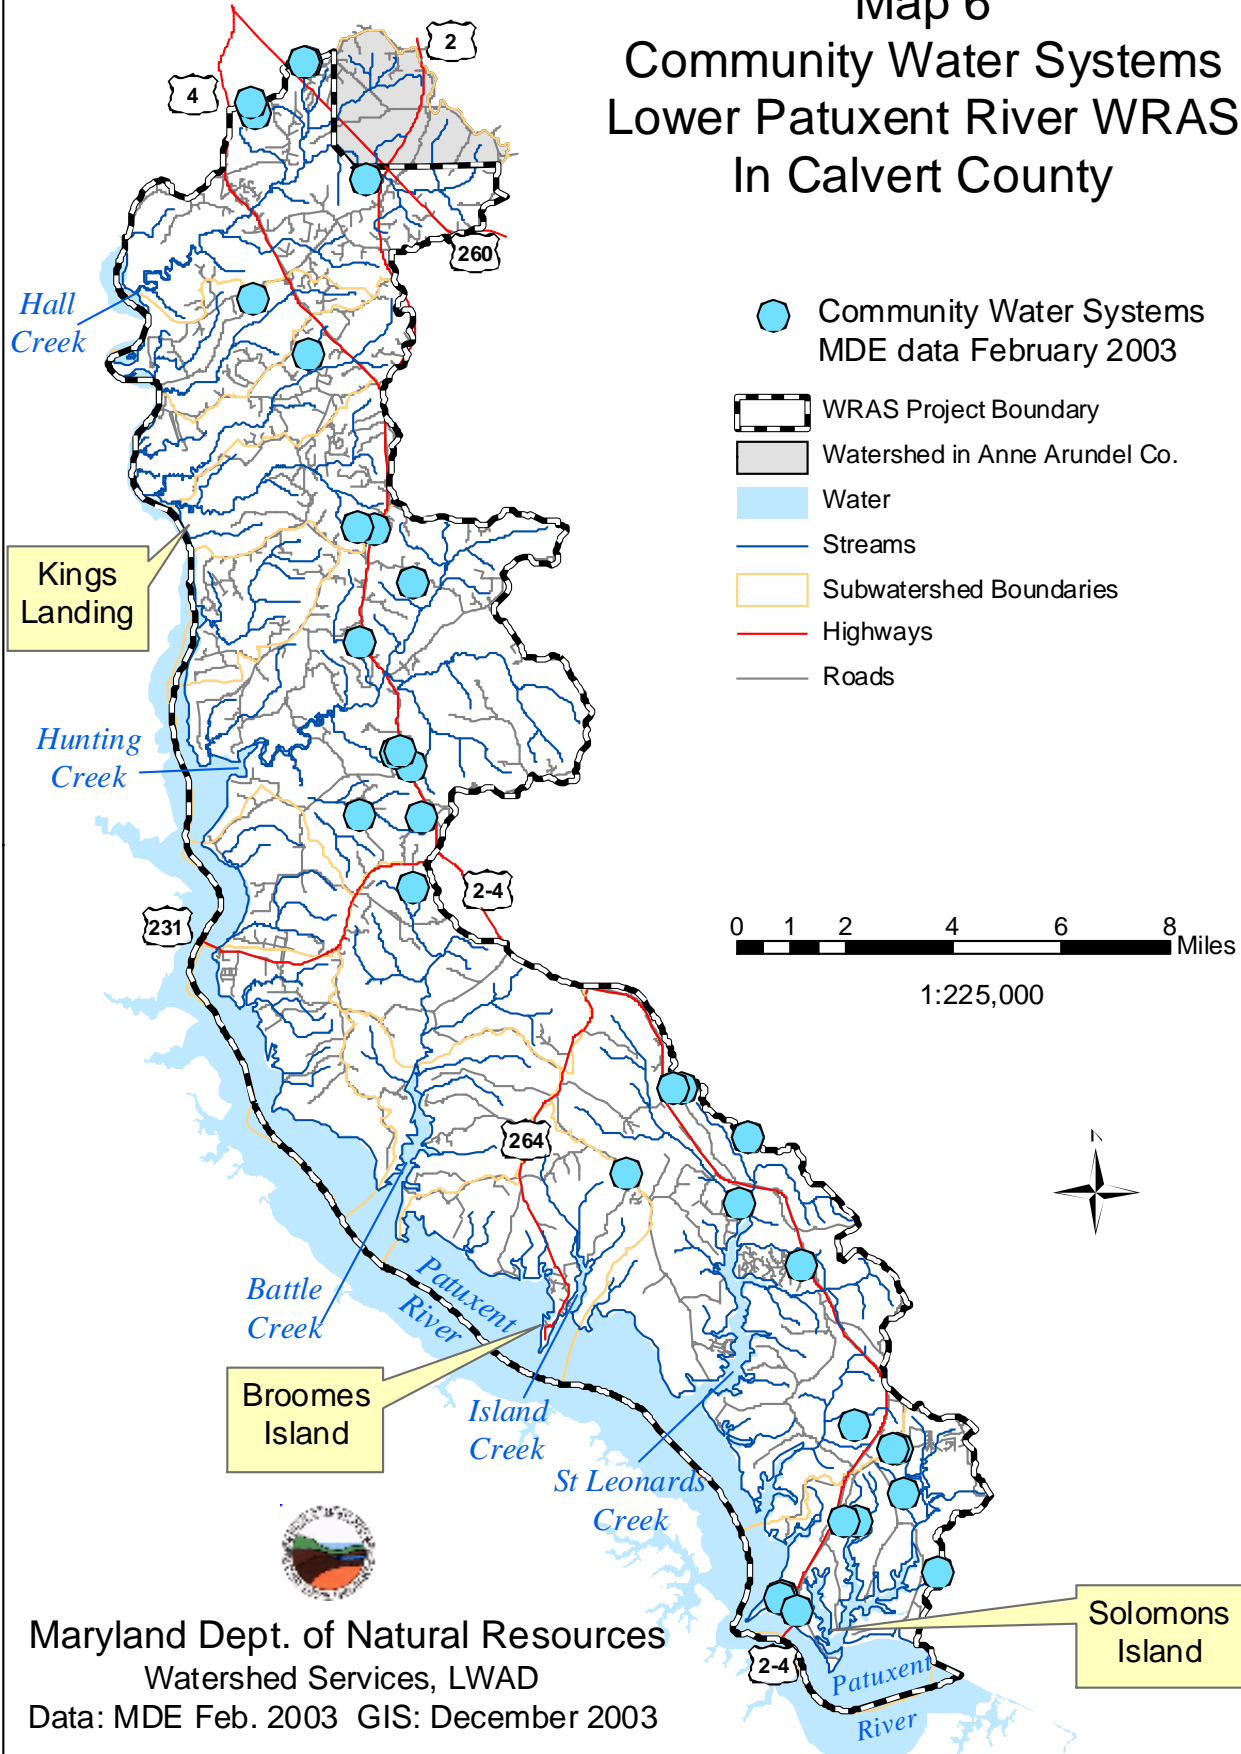 Map 6
Community Water Systems
Lower Patuxent River WRAS
In Calvert County
2
4
260
Hall
Creek
Community Water Systems
MDE data February 2003
WRAS Project Boundary
Watershed in Anne Arundel Co.
Water
Streams
Subwatershed Boundaries
Highways
Roads
Kings
Landing
Hunting
Creek
2-4
231
0 1 2 4 6 8 Miles
1:225,000
264
N
Battle
Creek
Patuxent
River
Broomes
Island
Island
Creek
St Leonards
Creek
Solomons
Island
2-4
Patuxent
River
Maryland Dept. of Natural Resources
Watershed Services, LWAD
Data: MDE Feb. 2003 GIS: December 2003